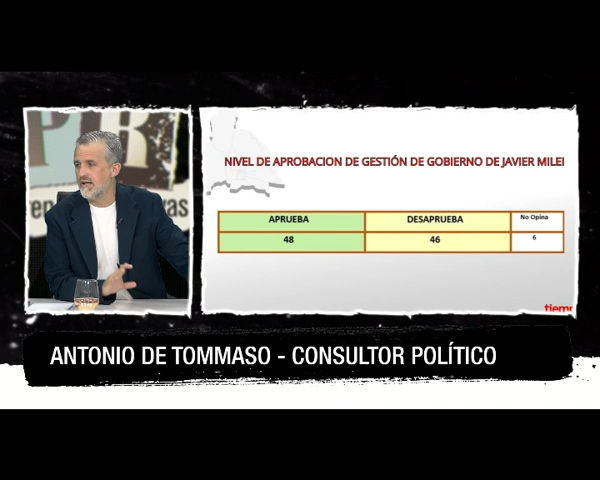 NIVEL DE APROBACION DE GESTIÓN DE GOBIERNO DE JAVIER MILEI
APRUEBA DESAPRUEBA No Opina
48 46 6
ANTONIO DE TOMMASO - CONSULTOR POLÍTICO